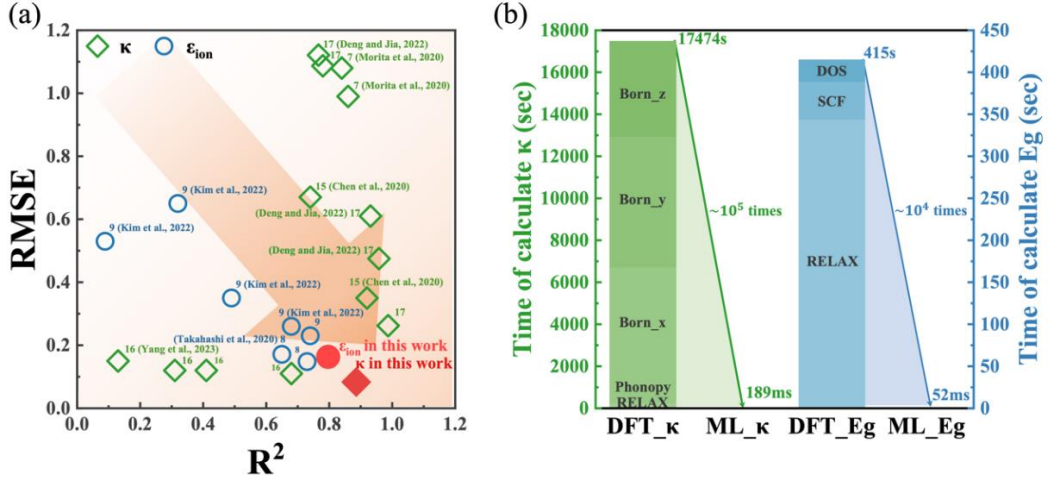 (a)
1.2
1.0
0.8
0.6
0.4
0.2
0.0
RMSE
κ
ε_ion
17 (Deng and Jia, 2022)
17
7 (Morita et al., 2020)
7 (Morita et al., 2020)
15 (Chen et al., 2020)
9 (Kim et al., 2022)
(Deng and Jia, 2022) 17
9 (Kim et al., 2022)
(Deng and Jia, 2022) 17
15 (Chen et al., 2020)
9 (Kim et al., 2022)
9 (Kim et al., 2022)
17
9
(Takahashi et al., 2020) 8
8
16 (Yang et al., 2023)
16
16
16
ε_ion in this work
κ in this work
0.0 0.2 0.4 0.6 0.8 1.0 1.2
R²
(b)
18000
16000
14000
12000
10000
8000
6000
4000
2000
0
Time of calculate κ (sec)
17474s
Born_z
Born_y
Born_x
Phonopy
RELAX
~10⁵ times
189ms
415s
DOS
SCF
RELAX
~10⁴ times
52ms
450
400
350
300
250
200
150
100
50
0
Time of calculate Eg (sec)
DFT_κ ML_κ DFT_Eg ML_Eg